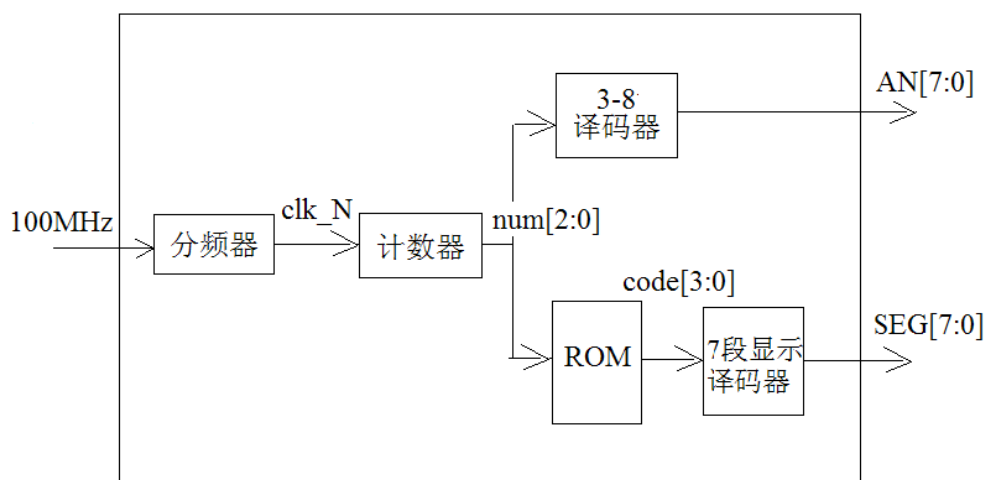 AN[7:0]
3-8
译码器
100MHz
分频器
clk_N
计数器
num[2:0]
code[3:0]
ROM
7段显示
译码器
SEG[7:0]